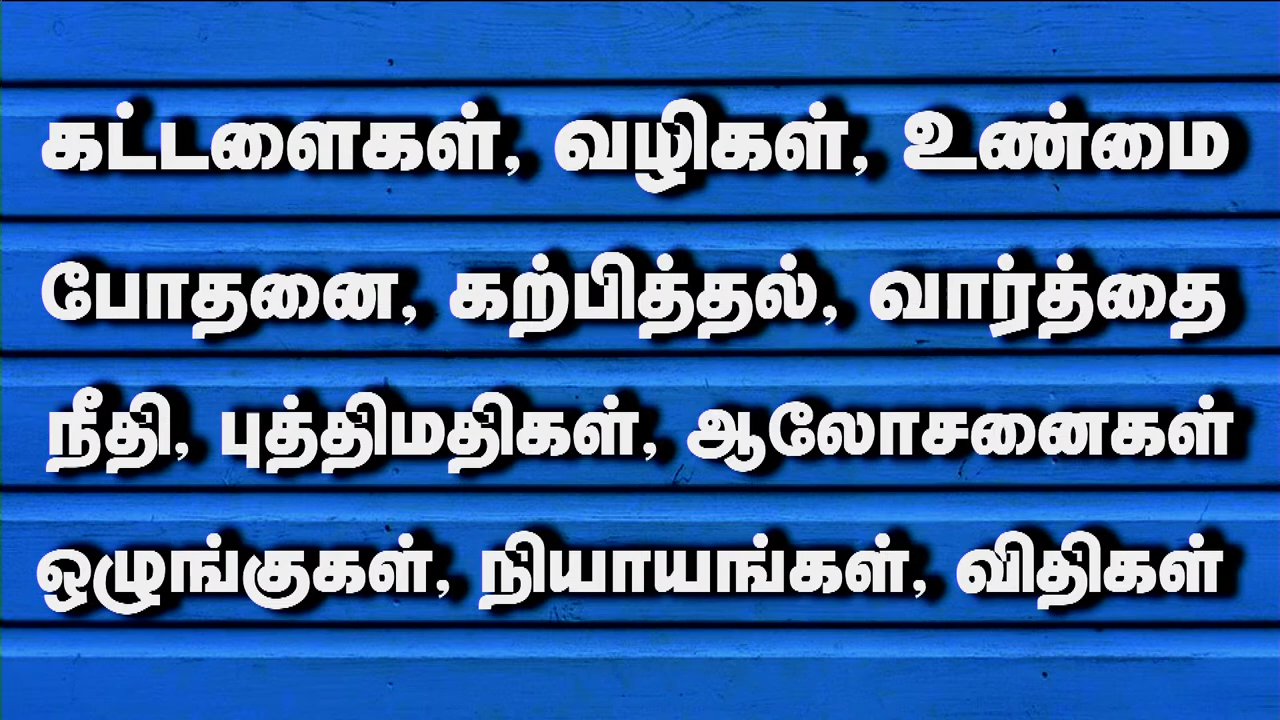 கட்டளைகள், வழிகள், உண்மை
போதனை, கற்பித்தல், வார்த்தை
நீதி, புத்திமதிகள், ஆலோசனைகள்
ஒழுங்குகள், நியாயங்கள், விதிகள்